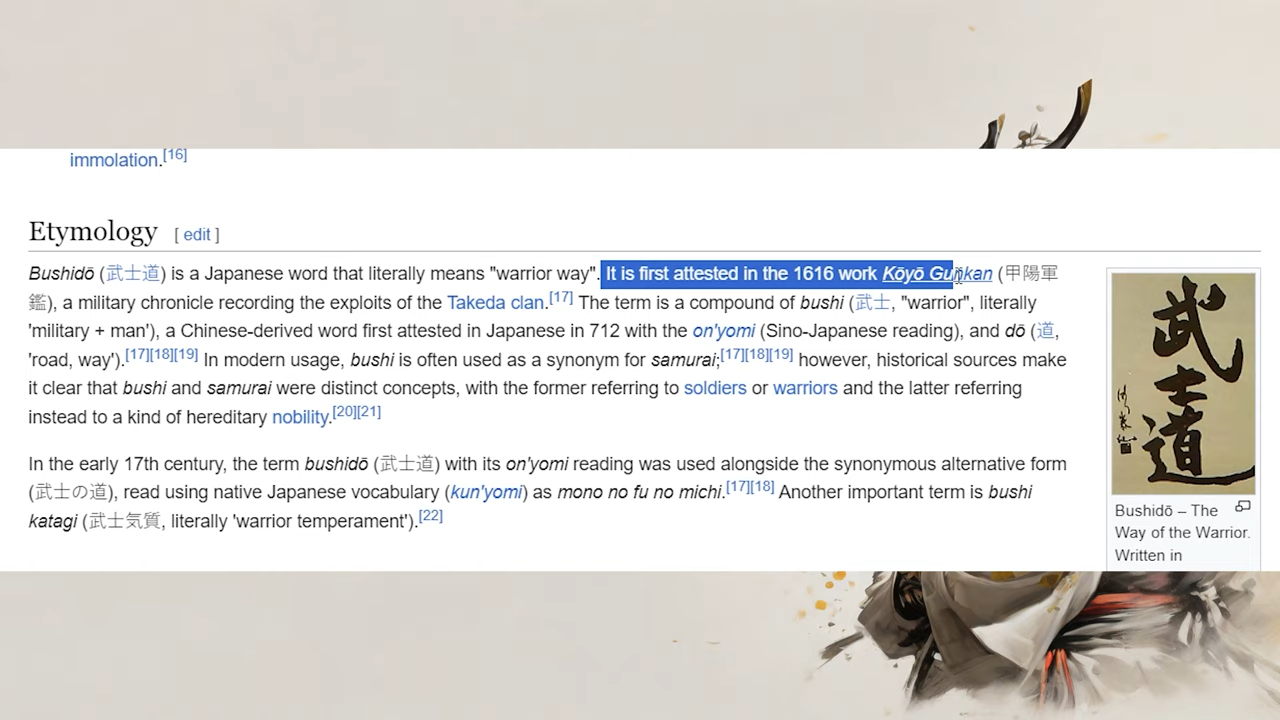 immolation.[16]
Etymology [ edit ]
Bushidō (武士道) is a Japanese word that literally means "warrior way". It is first attested in the 1616 work Kōyō Gunkan (甲陽軍
鑑), a military chronicle recording the exploits of the Takeda clan.[17] The term is a compound of bushi (武士, "warrior", literally
'military + man'), a Chinese-derived word first attested in Japanese in 712 with the on'yomi (Sino-Japanese reading), and dō (道,
'road, way').[17][18][19] In modern usage, bushi is often used as a synonym for samurai;[17][18][19] however, historical sources make
it clear that bushi and samurai were distinct concepts, with the former referring to soldiers or warriors and the latter referring
instead to a kind of hereditary nobility.[20][21]
In the early 17th century, the term bushidō (武士道) with its on'yomi reading was used alongside the synonymous alternative form
(武士の道), read using native Japanese vocabulary (kun'yomi) as mono no fu no michi.[17][18] Another important term is bushi
katagi (武士気質, literally 'warrior temperament').[22]
武士道
Bushidō – The
Way of the Warrior.
Written in